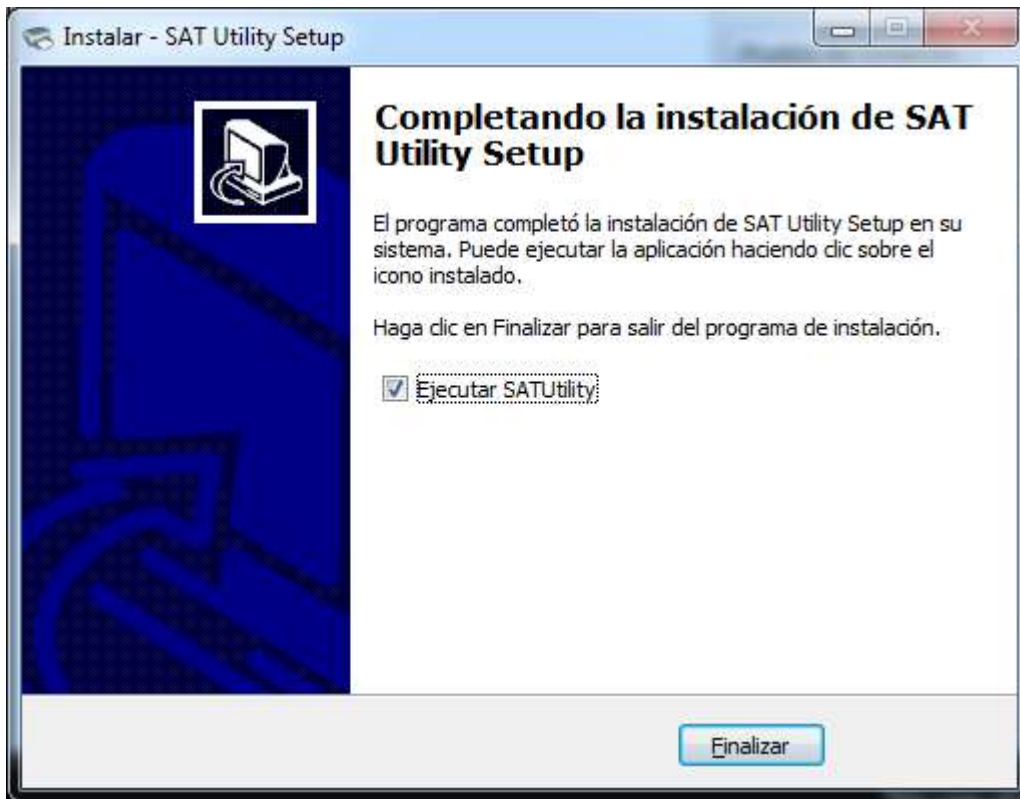 Instalar - SAT Utility Setup
Completando la instalación de SAT
Utility Setup
El programa completó la instalación de SAT Utility Setup en su
sistema. Puede ejecutar la aplicación haciendo clic sobre el
icono instalado.
Haga clic en Finalizar para salir del programa de instalación.
Ejecutar SATUtility
Finalizar